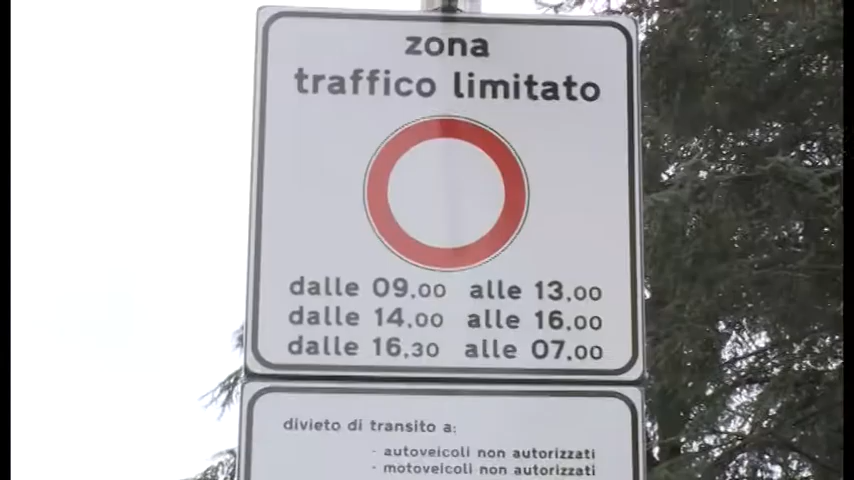 zona
traffico limitato
dalle 09.00 alle 13.00
dalle 14.00 alle 16.00
dalle 16.30 alle 07.00
divieto di transito a:
- autoveicoli non autorizzati
- motoveicoli non autorizzati